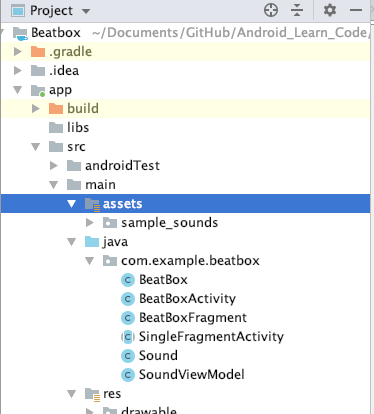 Project
Beatbox ~/Documents/GitHub/Android_Learn_Code/
.gradle
.idea
app
build
libs
src
androidTest
main
assets
sample_sounds
java
com.example.beatbox
C BeatBox
C BeatBoxActivity
C BeatBoxFragment
C SingleFragmentActivity
C Sound
C SoundViewModel
res
drawable